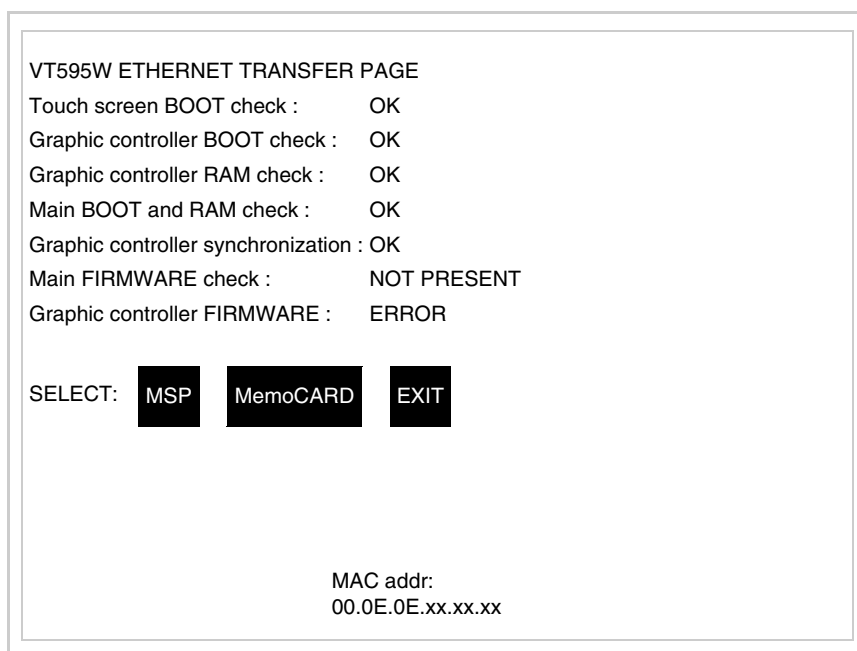 VT595W ETHERNET TRANSFER PAGE
Touch screen BOOT check : OK
Graphic controller BOOT check : OK
Graphic controller RAM check : OK
Main BOOT and RAM check : OK
Graphic controller synchronization : OK
Main FIRMWARE check : NOT PRESENT
Graphic controller FIRMWARE : ERROR
SELECT: MSP MemoCARD EXIT
MAC addr:
00.0E.0E.xx.xx.xx